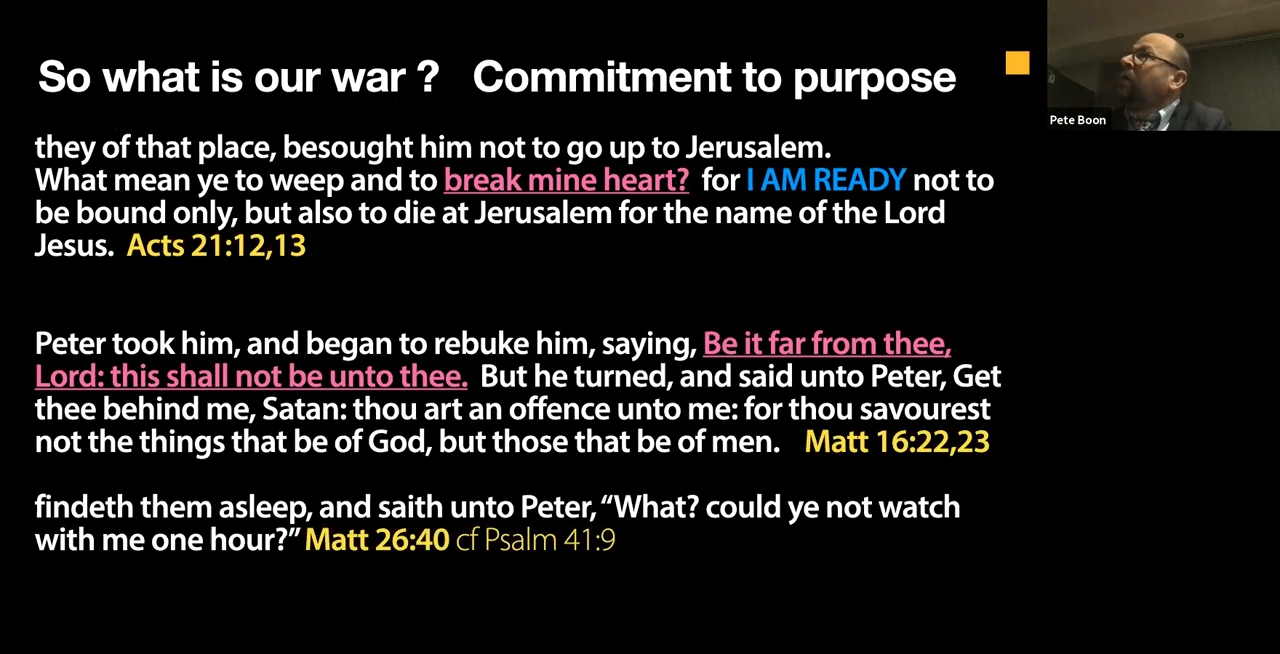 So what is our war ? Commitment to purpose
Pete Boon
they of that place, besought him not to go up to Jerusalem.
What mean ye to weep and to break mine heart? for I AM READY not to
be bound only, but also to die at Jerusalem for the name of the Lord
Jesus. Acts 21:12,13
Peter took him, and began to rebuke him, saying, Be it far from thee,
Lord: this shall not be unto thee. But he turned, and said unto Peter, Get
thee behind me, Satan: thou art an offence unto me: for thou savourest
not the things that be of God, but those that be of men. Matt 16:22,23
findeth them asleep, and saith unto Peter, “What? could ye not watch
with me one hour?” Matt 26:40 cf Psalm 41:9